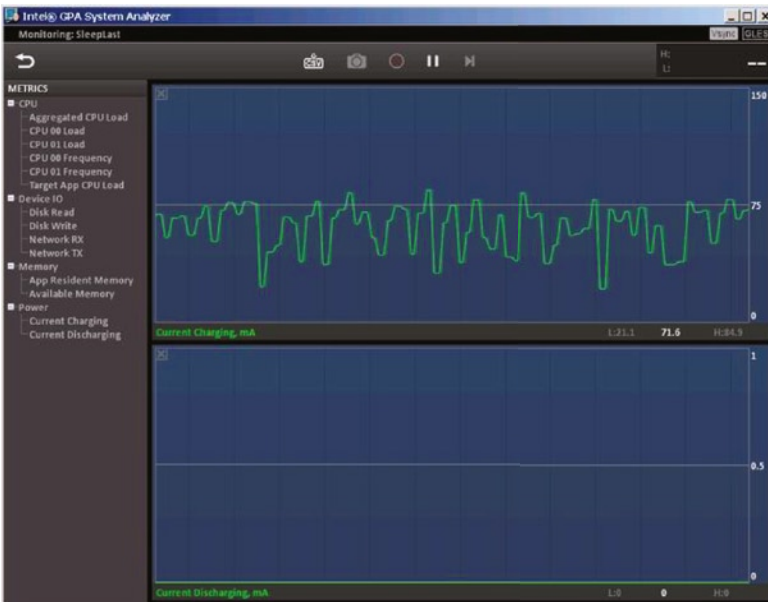 Intel® GPA System Analyzer
Monitoring: SleepLast
Vsync GLES
CSV
H:
L:
--
METRICS
CPU
Aggregated CPU Load
CPU 00 Load
CPU 01 Load
CPU 00 Frequency
CPU 01 Frequency
Target App CPU Load
Device IO
Disk Read
Disk Write
Network RX
Network TX
Memory
App Resident Memory
Available Memory
Power
Current Charging
Current Discharging
150
75
0
Current Charging, mA L:21.1 71.6 H:84.9
1
0.5
0
Current Discharging, mA L:0 0 H:0